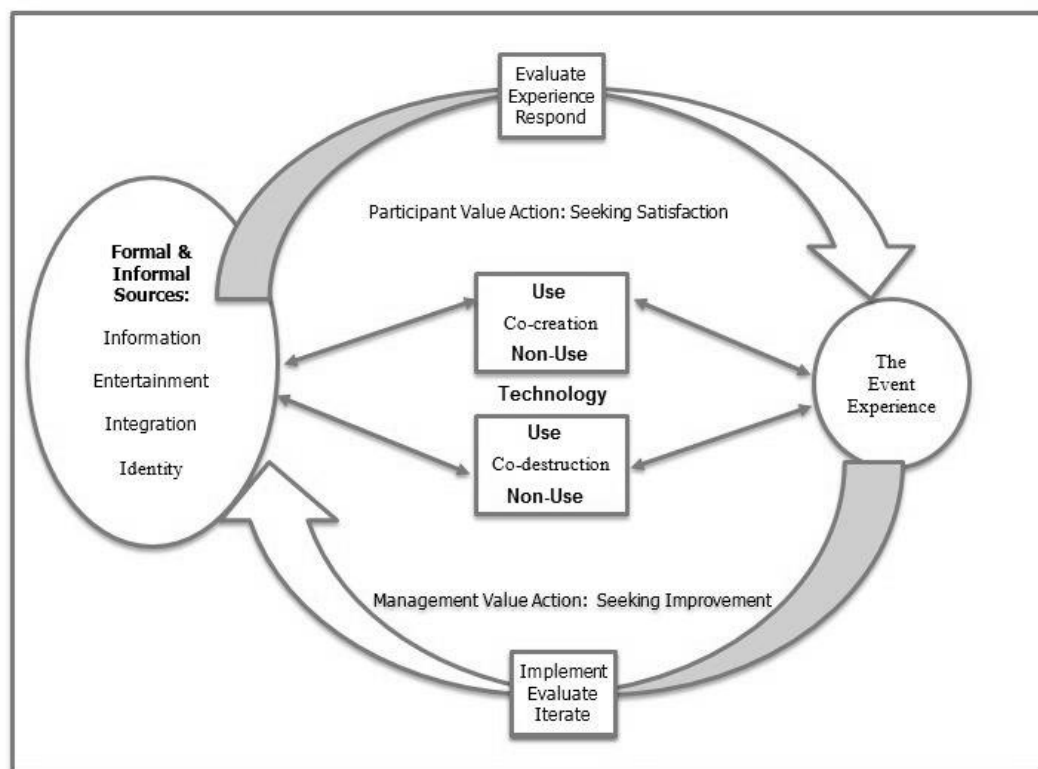 Evaluate
Experience
Respond
Participant Value Action: Seeking Satisfaction
Formal &
Informal
Sources:
Information
Entertainment
Integration
Identity
Use
Co-creation
Non-Use
Technology
Use
Co-destruction
Non-Use
The
Event
Experience
Management Value Action: Seeking Improvement
Implement
Evaluate
Iterate